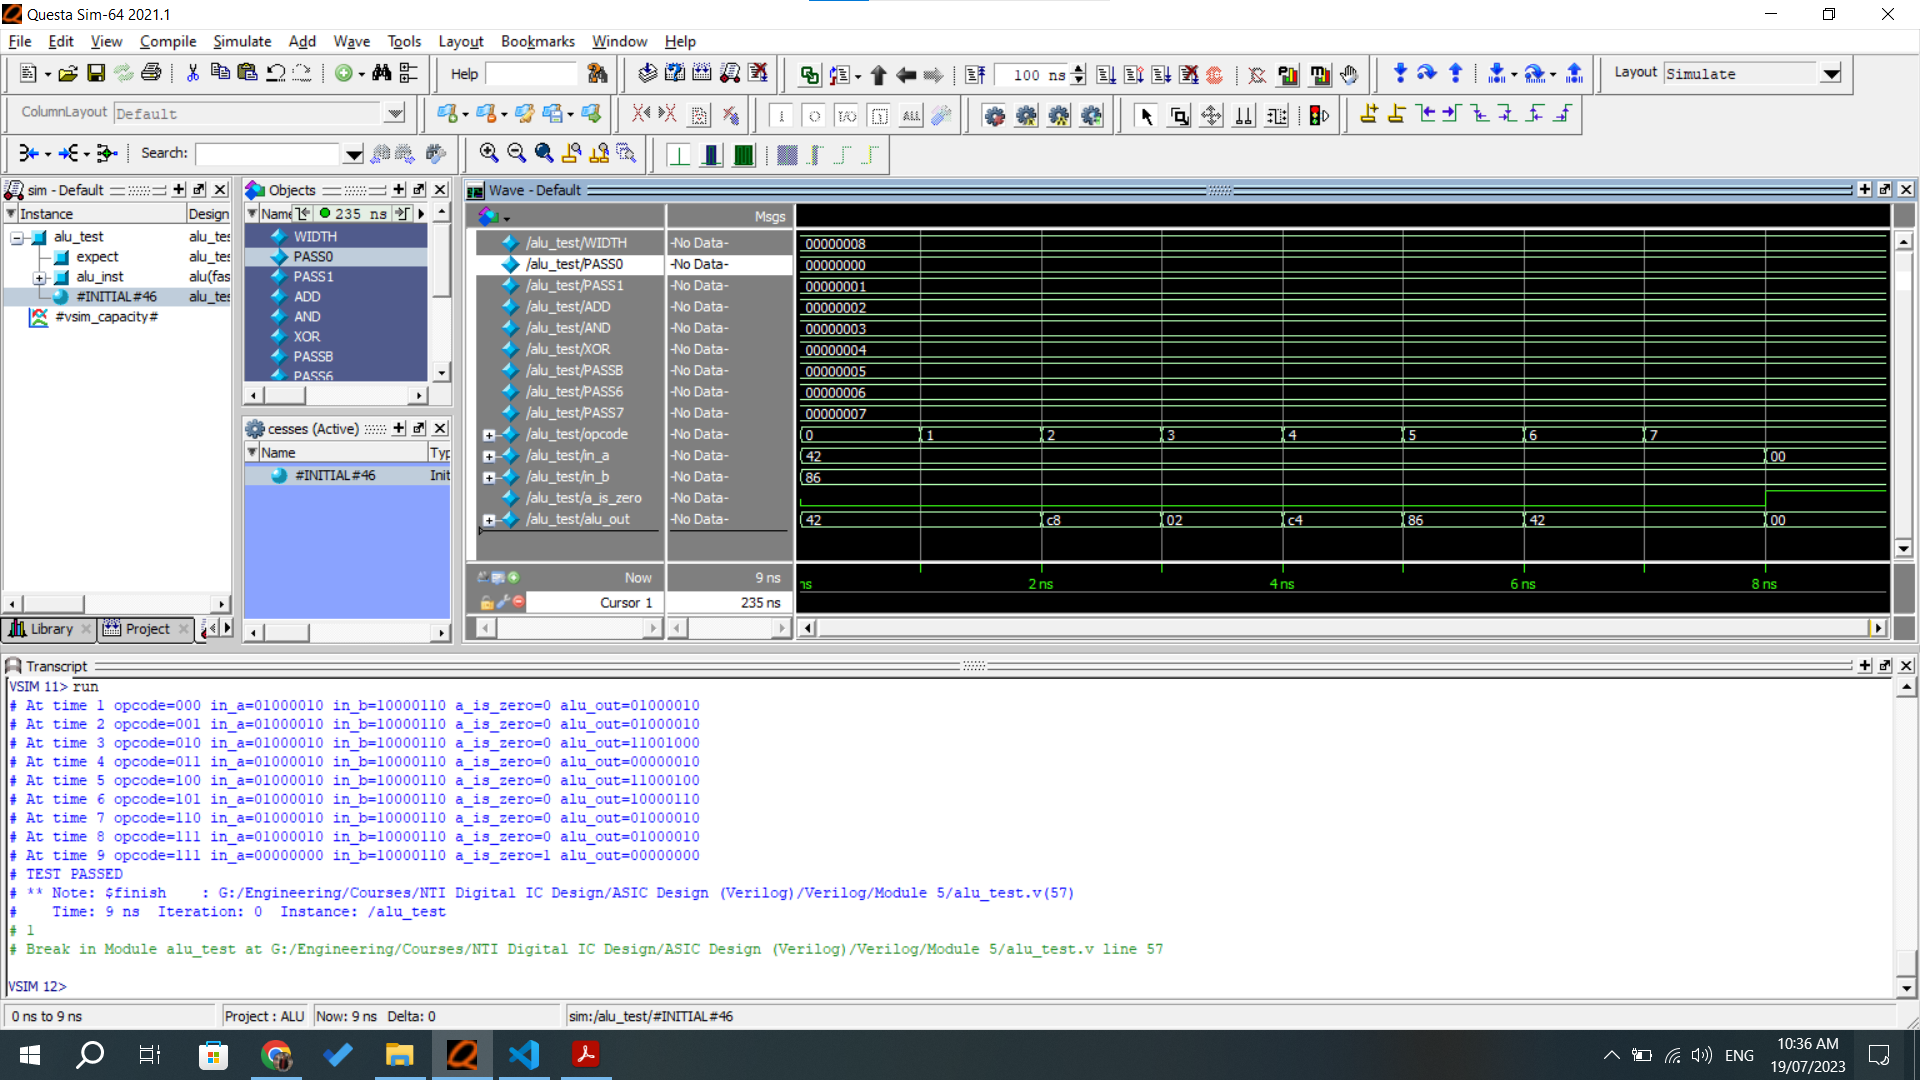 Questa Sim-64 2021.1
File Edit View Compile Simulate Add Wave Tools Layout Bookmarks Window Help
Help 100 ns Layout Simulate
ColumnLayout Default ALL
Search:
sim - Default
Instance Design
alu_test alu_tes
expect alu_tes
alu_inst alu(fas
#INITIAL#46 alu_tes
#vsim_capacity#
Library Project
Objects
Name 235 ns
WIDTH
PASS0
PASS1
ADD
AND
XOR
PASSB
PASS6
cesses (Active)
Name Typ
#INITIAL#46 Init
Wave - Default
Msgs
/alu_test/WIDTH -No Data- 00000008
/alu_test/PASS0 -No Data- 00000000
/alu_test/PASS1 -No Data- 00000001
/alu_test/ADD -No Data- 00000002
/alu_test/AND -No Data- 00000003
/alu_test/XOR -No Data- 00000004
/alu_test/PASSB -No Data- 00000005
/alu_test/PASS6 -No Data- 00000006
/alu_test/PASS7 -No Data- 00000007
/alu_test/opcode -No Data- 0 1 2 3 4 5 6 7
/alu_test/in_a -No Data- 42 00
/alu_test/in_b -No Data- 86
/alu_test/a_is_zero -No Data-
/alu_test/alu_out -No Data- 42 c8 02 c4 86 42 00
Now 9 ns ns 2 ns 4 ns 6 ns 8 ns
Cursor 1 235 ns
Transcript
VSIM 11> run
# At time 1 opcode=000 in_a=01000010 in_b=10000110 a_is_zero=0 alu_out=01000010
# At time 2 opcode=001 in_a=01000010 in_b=10000110 a_is_zero=0 alu_out=01000010
# At time 3 opcode=010 in_a=01000010 in_b=10000110 a_is_zero=0 alu_out=11001000
# At time 4 opcode=011 in_a=01000010 in_b=10000110 a_is_zero=0 alu_out=00000010
# At time 5 opcode=100 in_a=01000010 in_b=10000110 a_is_zero=0 alu_out=11000100
# At time 6 opcode=101 in_a=01000010 in_b=10000110 a_is_zero=0 alu_out=10000110
# At time 7 opcode=110 in_a=01000010 in_b=10000110 a_is_zero=0 alu_out=01000010
# At time 8 opcode=111 in_a=01000010 in_b=10000110 a_is_zero=0 alu_out=01000010
# At time 9 opcode=111 in_a=00000000 in_b=10000110 a_is_zero=1 alu_out=00000000
# TEST PASSED
# ** Note: $finish : G:/Engineering/Courses/NTI Digital IC Design/ASIC Design (Verilog)/Verilog/Module 5/alu_test.v(57)
# Time: 9 ns Iteration: 0 Instance: /alu_test
# 1
# Break in Module alu_test at G:/Engineering/Courses/NTI Digital IC Design/ASIC Design (Verilog)/Verilog/Module 5/alu_test.v line 57
VSIM 12>
0 ns to 9 ns Project : ALU Now: 9 ns Delta: 0 sim:/alu_test/#INITIAL#46
ENG 10:36 AM
19/07/2023